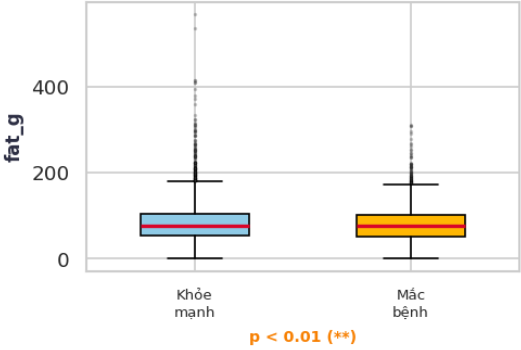 fat_g
400
200
0
Khỏe
mạnh
Mắc
bệnh
p < 0.01 (**)